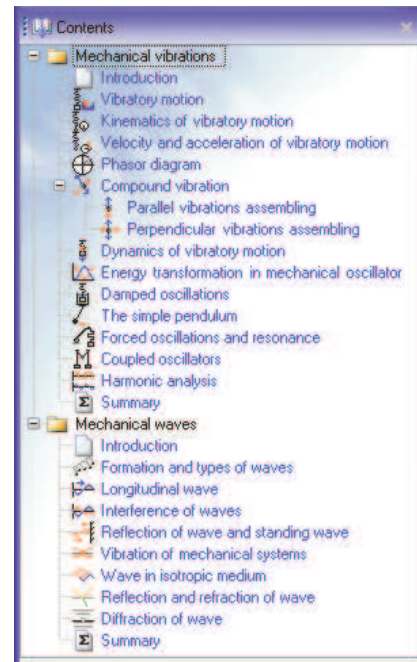 Contents
Mechanical vibrations
Introduction
Vibratory motion
Kinematics of vibratory motion
Velocity and acceleration of vibratory motion
Phasor diagram
Compound vibration
Parallel vibrations assembling
Perpendicular vibrations assembling
Dynamics of vibratory motion
Energy transformation in mechanical oscillator
Damped oscillations
The simple pendulum
Forced oscillations and resonance
Coupled oscillators
Harmonic analysis
Σ Summary
Mechanical waves
Introduction
Formation and types of waves
Longitudinal wave
Interference of waves
Reflection of wave and standing wave
Vibration of mechanical systems
Wave in isotropic medium
Reflection and refraction of wave
Diffraction of wave
Σ Summary